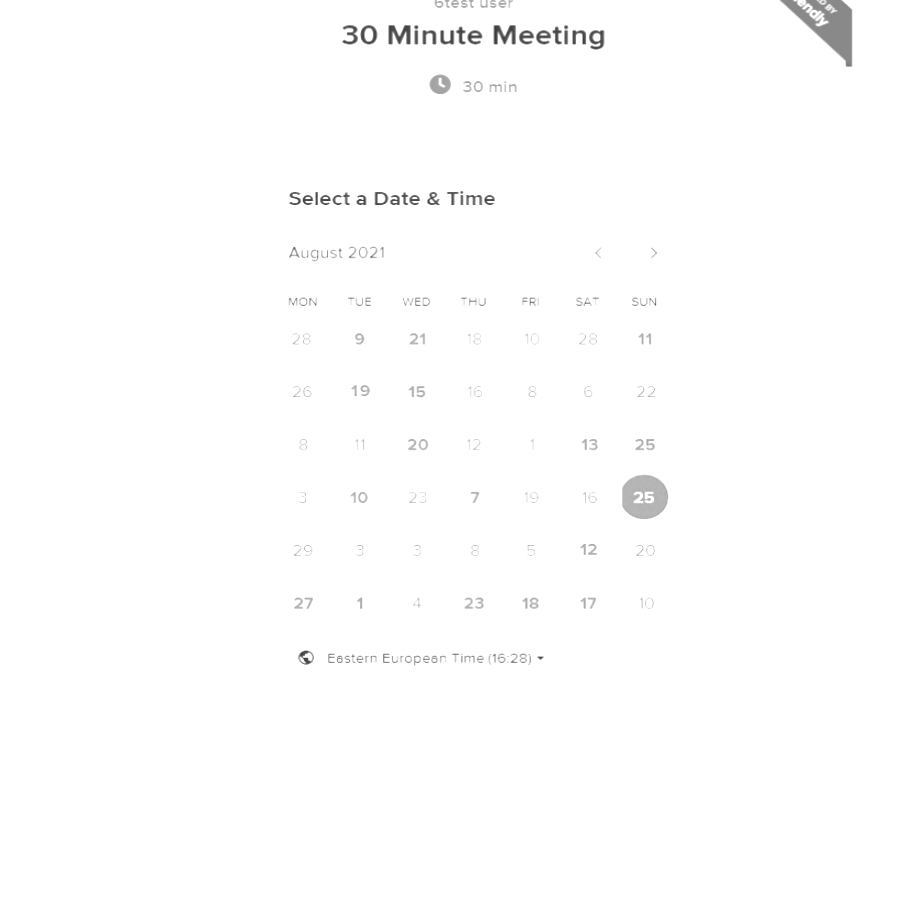 6test user
30 Minute Meeting
30 min
Select a Date & Time
August 2021
MON TUE WED THU FRI SAT SUN
28 9 21 18 10 28 11
26 19 15 16 8 6 22
8 11 20 12 1 13 25
3 10 23 7 19 16 25
29 3 3 8 5 12 20
27 1 4 23 18 17 10
Eastern European Time (16:28)